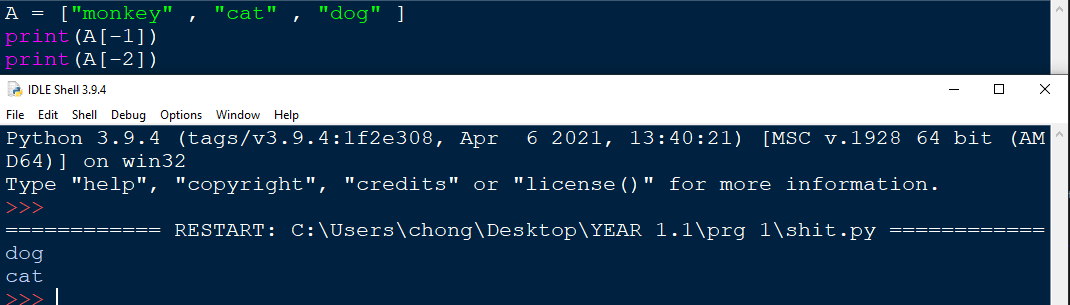 A = ["monkey" , "cat" , "dog" ]
print(A[-1])
print(A[-2])
IDLE Shell 3.9.4
File Edit Shell Debug Options Window Help
Python 3.9.4 (tags/v3.9.4:1f2e308, Apr  6 2021, 13:40:21) [MSC v.1928 64 bit (AM
D64)] on win32
Type "help", "copyright", "credits" or "license()" for more information.
>>>
============ RESTART: C:\Users\chong\Desktop\YEAR 1.1\prg 1\shit.py ============
dog
cat
>>>